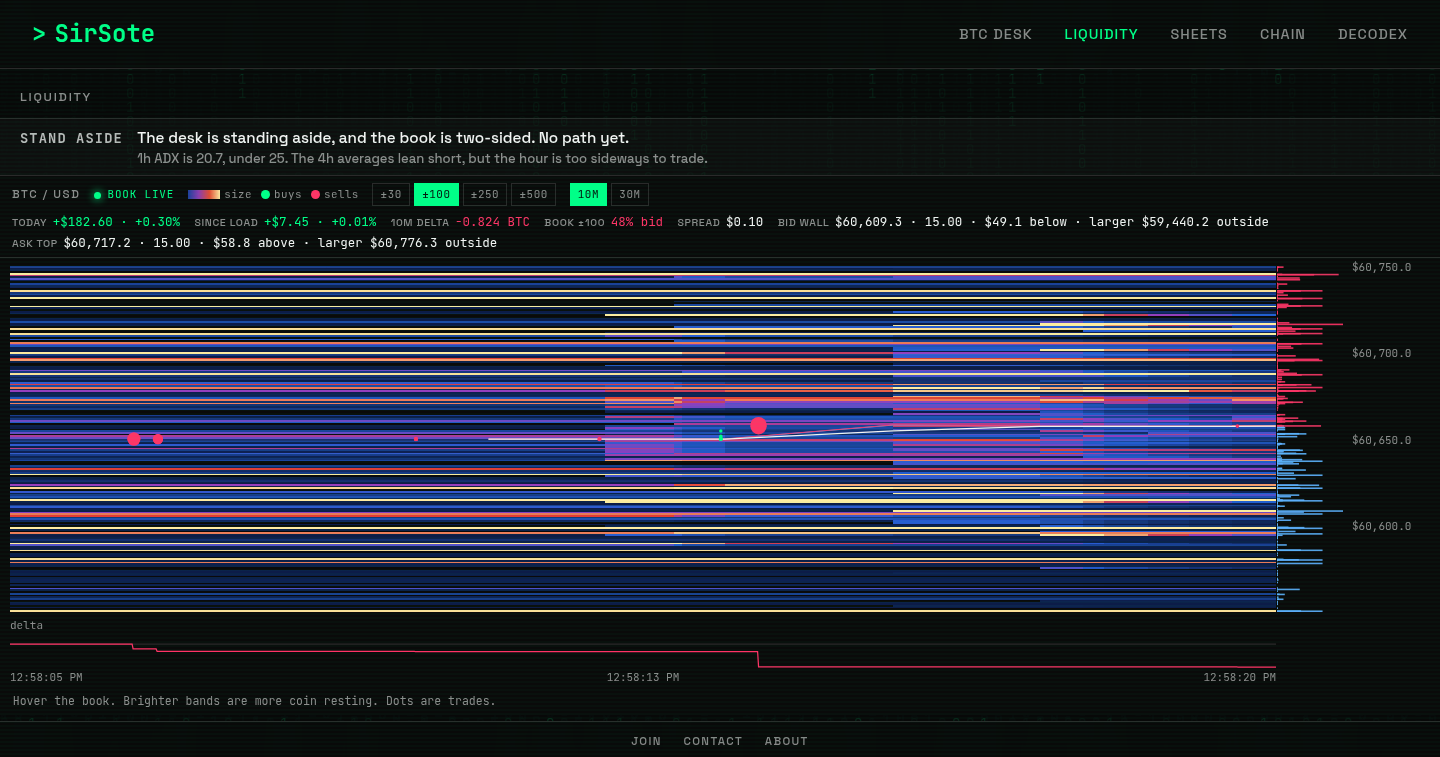 > SirSote
BTC DESK LIQUIDITY SHEETS CHAIN DECODEX
LIQUIDITY
STAND ASIDE The desk is standing aside, and the book is two-sided. No path yet.
1h ADX is 20.7, under 25. The 4h averages lean short, but the hour is too sideways to trade.
BTC / USD BOOK LIVE size buys sells ±30 ±100 ±250 ±500 10M 30M
TODAY +$182.60 · +0.30% SINCE LOAD +$7.45 · +0.01% 10M DELTA -0.824 BTC BOOK ±100 48% bid SPREAD $0.10 BID WALL $60,609.3 · 15.00 · $49.1 below · larger $59,440.2 outside
ASK TOP $60,717.2 · 15.00 · $58.8 above · larger $60,776.3 outside
$60,750.0
$60,700.0
$60,650.0
$60,600.0
delta
12:58:05 PM 12:58:13 PM 12:58:20 PM
Hover the book. Brighter bands are more coin resting. Dots are trades.
JOIN CONTACT ABOUT